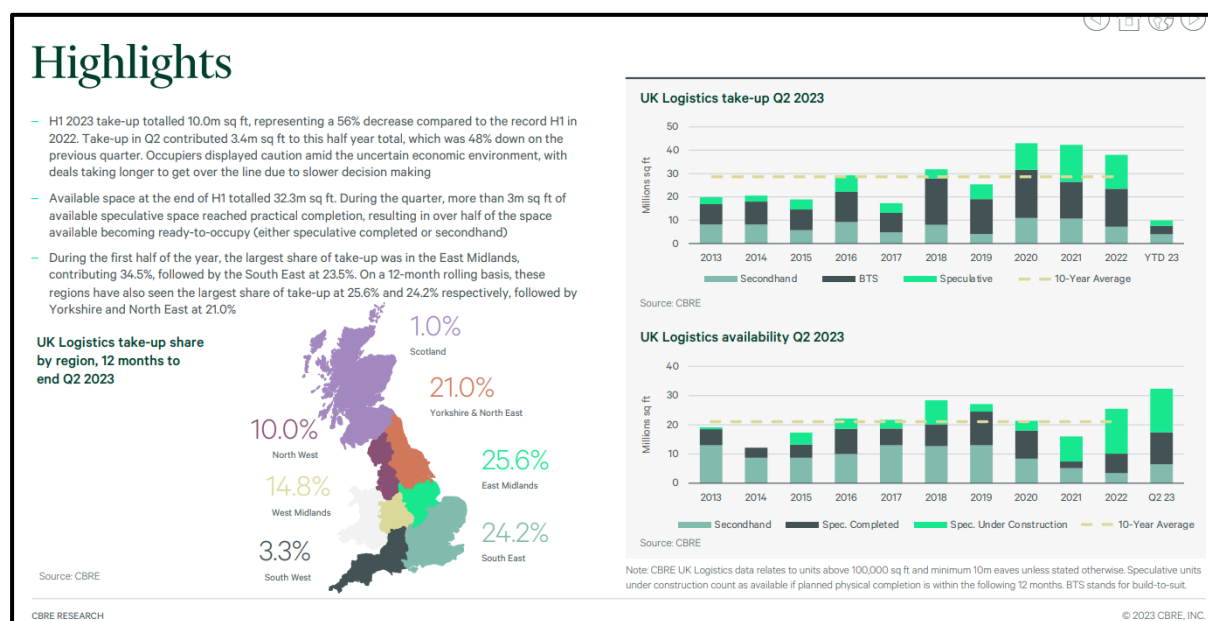 Highlights
– H1 2023 take-up totalled 10.0m sq ft, representing a 56% decrease compared to the record H1 in
2022. Take-up in Q2 contributed 3.4m sq ft to this half year total, which was 48% down on the
previous quarter. Occupiers displayed caution amid the uncertain economic environment, with
deals taking longer to get over the line due to slower decision making
– Available space at the end of H1 totalled 32.3m sq ft. During the quarter, more than 3m sq ft of
available speculative space reached practical completion, resulting in over half of the space
available becoming ready-to-occupy (either speculative completed or secondhand)
– During the first half of the year, the largest share of take-up was in the East Midlands,
contributing 34.5%, followed by the South East at 23.5%. On a 12-month rolling basis, these
regions have also seen the largest share of take-up at 25.6% and 24.2% respectively, followed by
Yorkshire and North East at 21.0%
UK Logistics take-up share
by region, 12 months to
end Q2 2023
1.0%
Scotland
21.0%
Yorkshire & North East
10.0%
North West
25.6%
East Midlands
14.8%
West Midlands
24.2%
South East
3.3%
South West
Source: CBRE
UK Logistics take-up Q2 2023
Millions sq ft
50
40
30
20
10
0
2013 2014 2015 2016 2017 2018 2019 2020 2021 2022 YTD 23
Secondhand BTS Speculative 10-Year Average
Source: CBRE
UK Logistics availability Q2 2023
Millions sq ft
40
30
20
10
0
2013 2014 2015 2016 2017 2018 2019 2020 2021 2022 Q2 23
Secondhand Spec. Completed Spec. Under Construction 10-Year Average
Source: CBRE
Note: CBRE UK Logistics data relates to units above 100,000 sq ft and minimum 10m eaves unless stated otherwise. Speculative units
under construction count as available if planned physical completion is within the following 12 months. BTS stands for build-to-suit.
CBRE RESEARCH
© 2023 CBRE, INC.